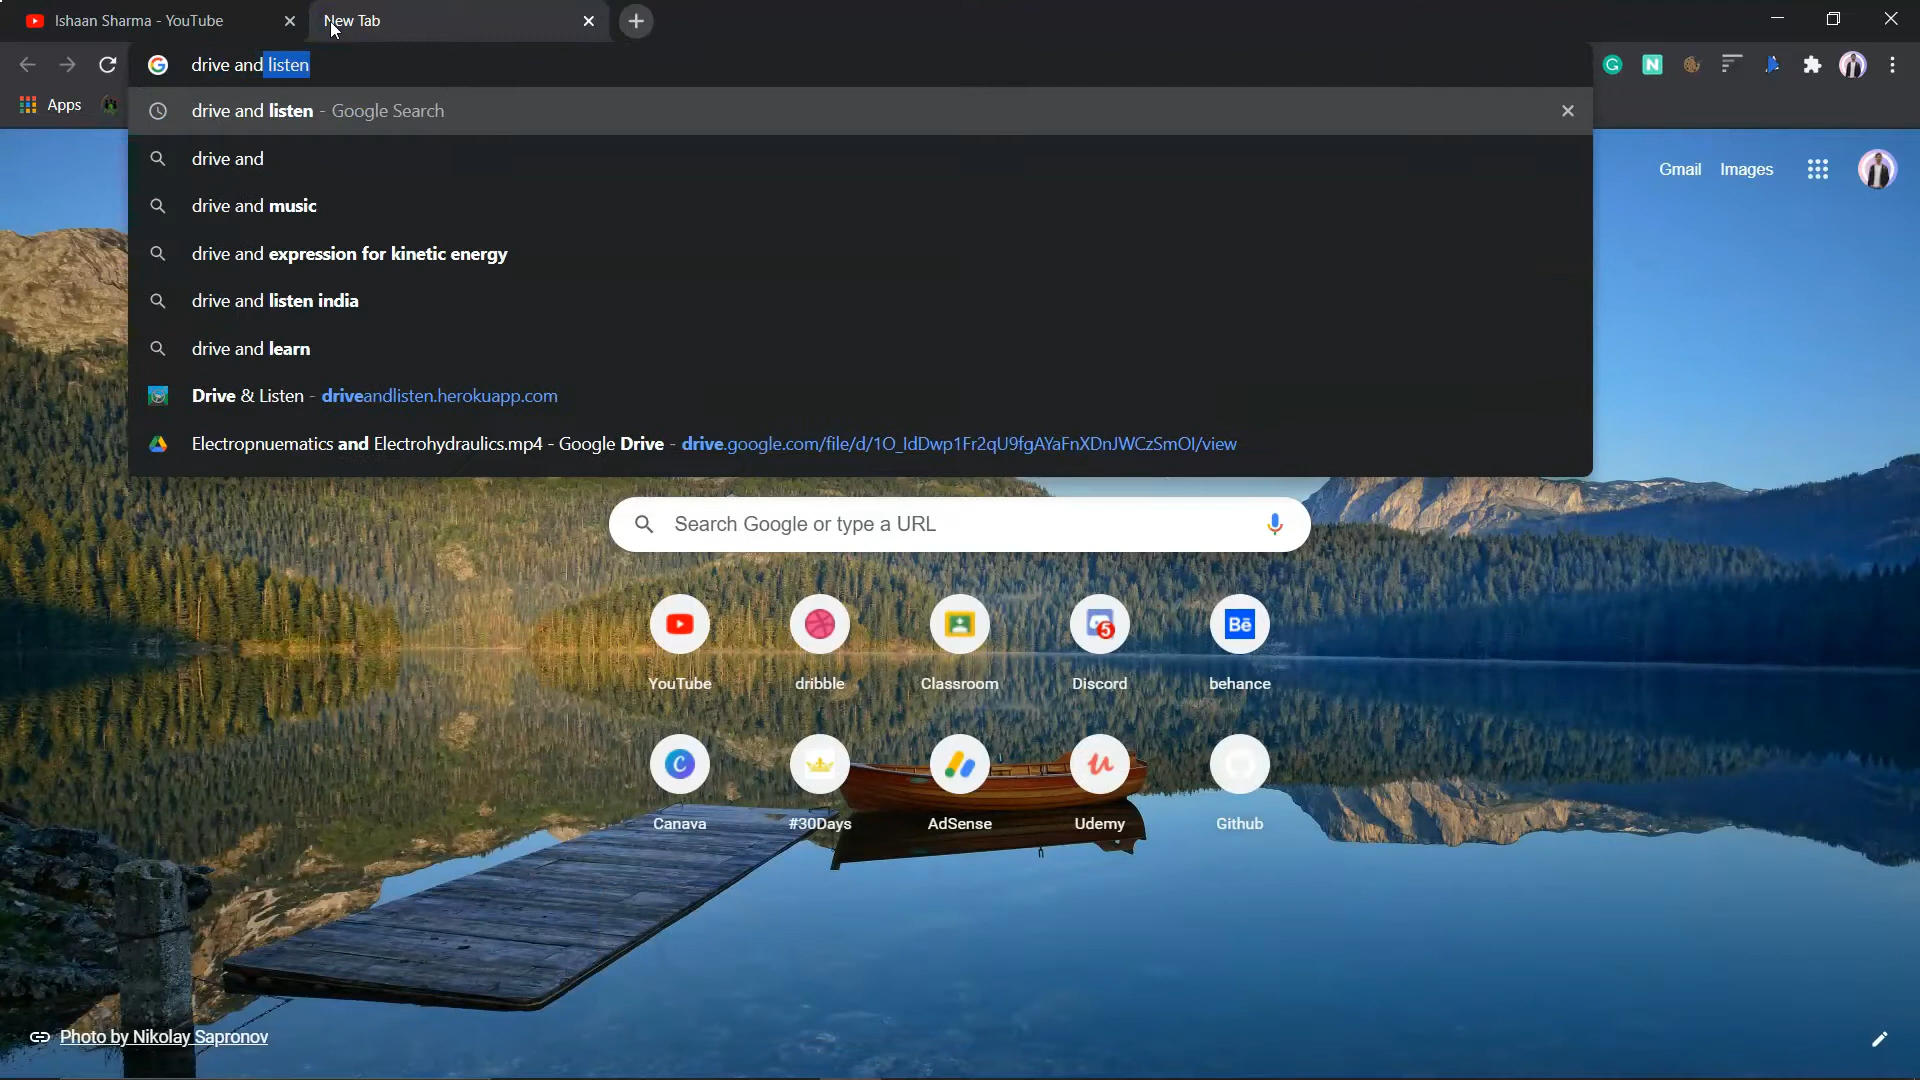 Ishaan Sharma - YouTube
New Tab
drive and listen
Apps
drive and listen - Google Search
drive and
drive and music
drive and expression for kinetic energy
drive and listen india
drive and learn
Drive & Listen - driveandlisten.herokuapp.com
Electropnuematics and Electrohydraulics.mp4 - Google Drive - drive.google.com/file/d/1O_IdDwp1Fr2qU9fgAYaFnXDnJWCzSmOI/view
Gmail Images
Search Google or type a URL
YouTube dribble Classroom Discord behance
Canava #30Days AdSense Udemy Github
Photo by Nikolay Sapronov